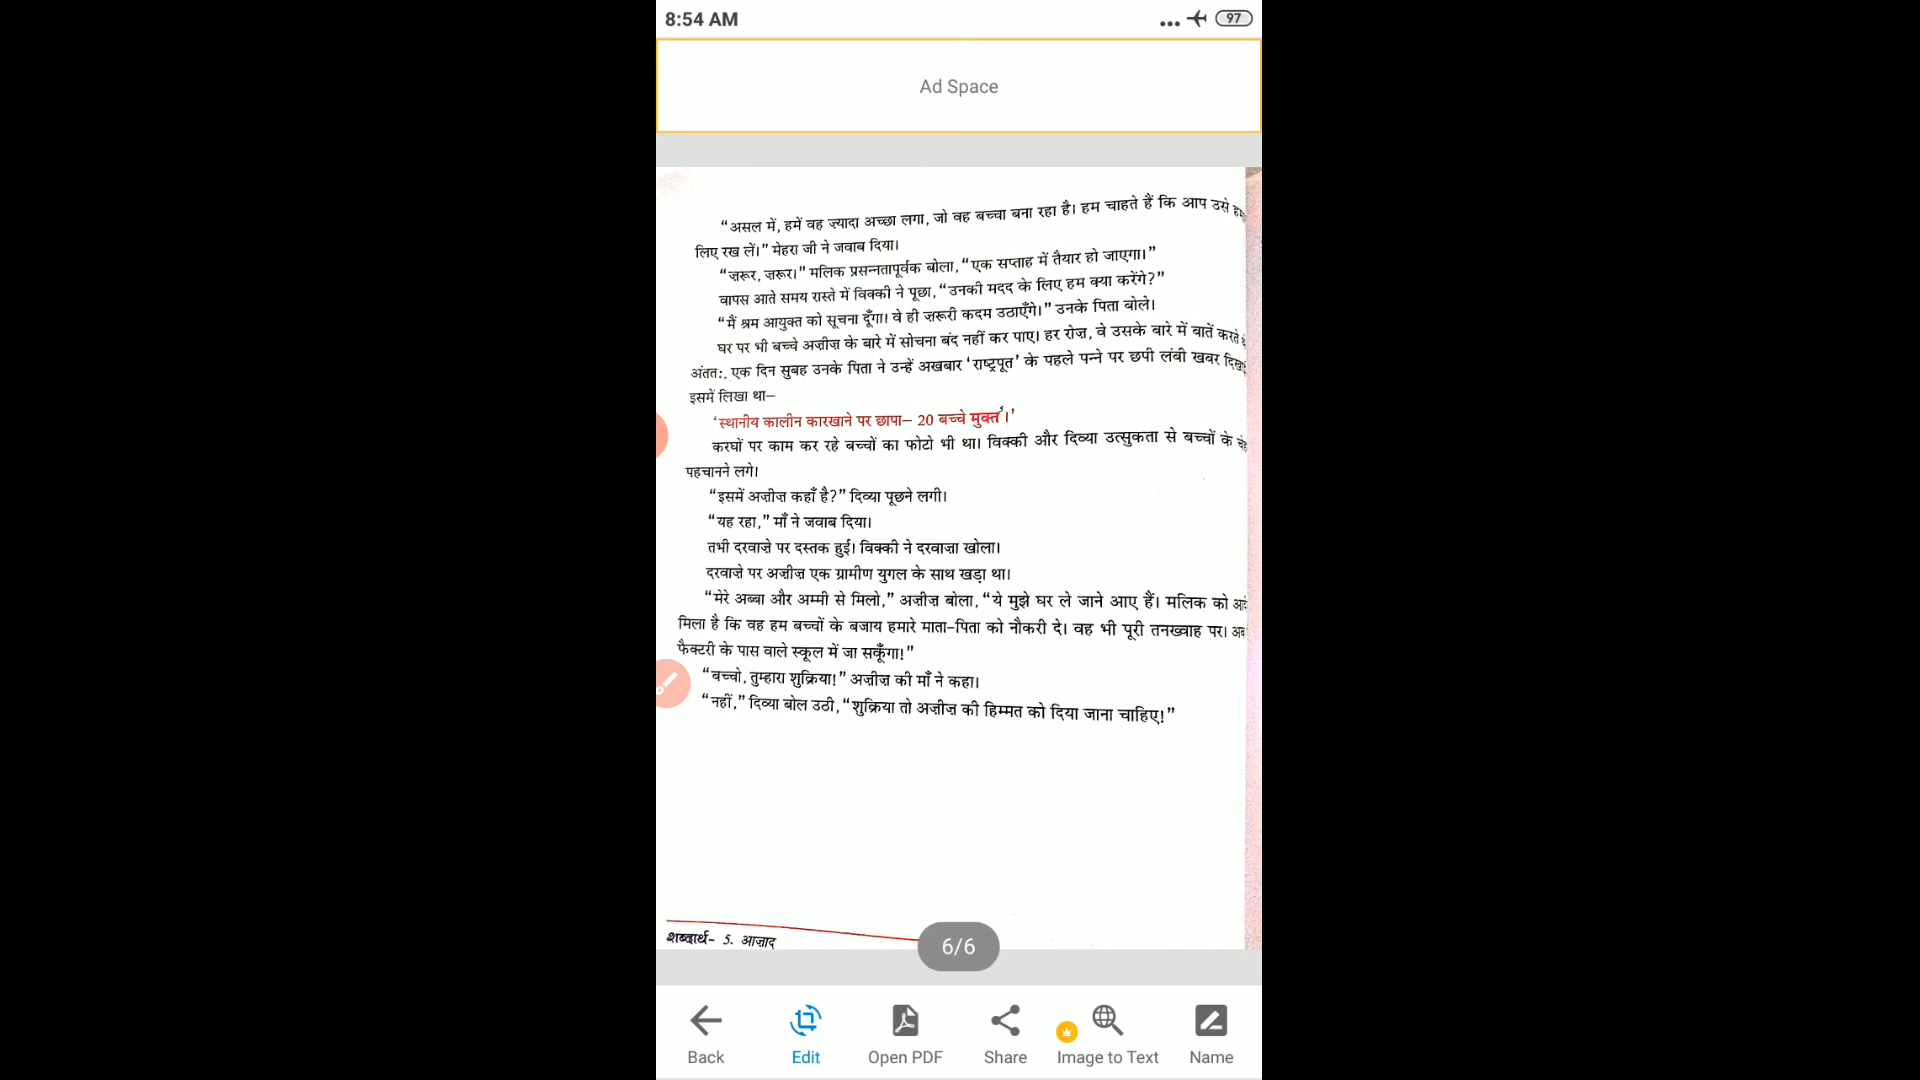 8:54 AM
97
Ad Space
“असल में, हमें वह ज़्यादा अच्छा लगा, जो वह बच्चा बना रहा है। हम चाहते हैं कि आप उसे
लिए रख लें।” मेहरा जी ने जवाब दिया।
“ज़रूर, ज़रूर।” मलिक प्रसन्नतापूर्वक बोला, “एक सप्ताह में तैयार हो जाएगा।”
वापस आते समय रास्ते में विक्की ने पूछा, “उनकी मदद के लिए हम क्या करेंगे?”
“मैं श्रम आयुक्त को सूचना दूँगा। वे ही ज़रूरी कदम उठाएँगे।” उनके पिता बोले।
घर पर भी बच्चे अज़ीज़ के बारे में सोचना बंद नहीं कर पाए। हर रोज़, वे उसके बारे में बातें करते
अंतत:, एक दिन सुबह उनके पिता ने उन्हें अखबार ‘राष्ट्रपूत’ के पहले पन्ने पर छपी लंबी खबर
इसमें लिखा था–
‘स्थानीय कालीन कारखाने पर छापा– 20 बच्चे मुक्त⁵।’
करघों पर काम कर रहे बच्चों का फोटो भी था। विक्की और दिव्या उत्सुकता से बच्चों के
पहचानने लगे।
“इसमें अज़ीज़ कहाँ है?” दिव्या पूछने लगी।
“यह रहा,” माँ ने जवाब दिया।
तभी दरवाज़े पर दस्तक हुई। विक्की ने दरवाज़ा खोला।
दरवाज़े पर अज़ीज़ एक ग्रामीण युगल के साथ खड़ा था।
“मेरे अब्बा और अम्मी से मिलो,” अज़ीज़ बोला, “ये मुझे घर ले जाने आए हैं। मलिक को
मिला है कि वह हम बच्चों के बजाय हमारे माता-पिता को नौकरी दे। वह भी पूरी तनख्वाह पर। अब
फैक्टरी के पास वाले स्कूल में जा सकूँगा!”
“बच्चो, तुम्हारा शुक्रिया!” अज़ीज़ की माँ ने कहा।
“नहीं,” दिव्या बोल उठी, “शुक्रिया तो अज़ीज़ की हिम्मत को दिया जाना चाहिए!”
शब्दार्थ– 5. आज़ाद
6/6
Back
Edit
Open PDF
Share
Image to Text
Name